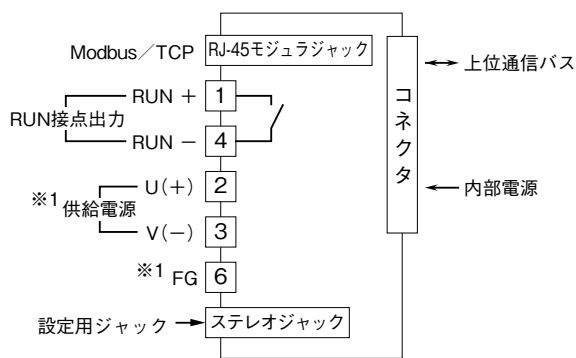 Modbus／TCP RJ-45モジュラジャック
RUN ＋ 1
RUN接点出力
RUN － 4
U(＋) 2
※1 供給電源
V(－) 3
※1 FG 6
設定用ジャック ステレオジャック
コネクタ
上位通信バス
内部電源